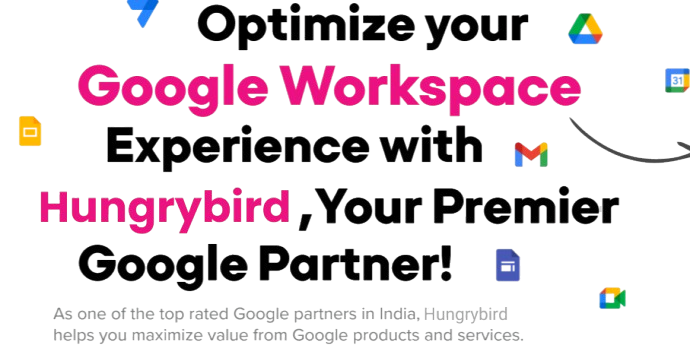 Optimize your
Google Workspace
Experience with
Hungrybird ,Your Premier
Google Partner!
31
As one of the top rated Google partners in India, Hungrybird
helps you maximize value from Google products and services.